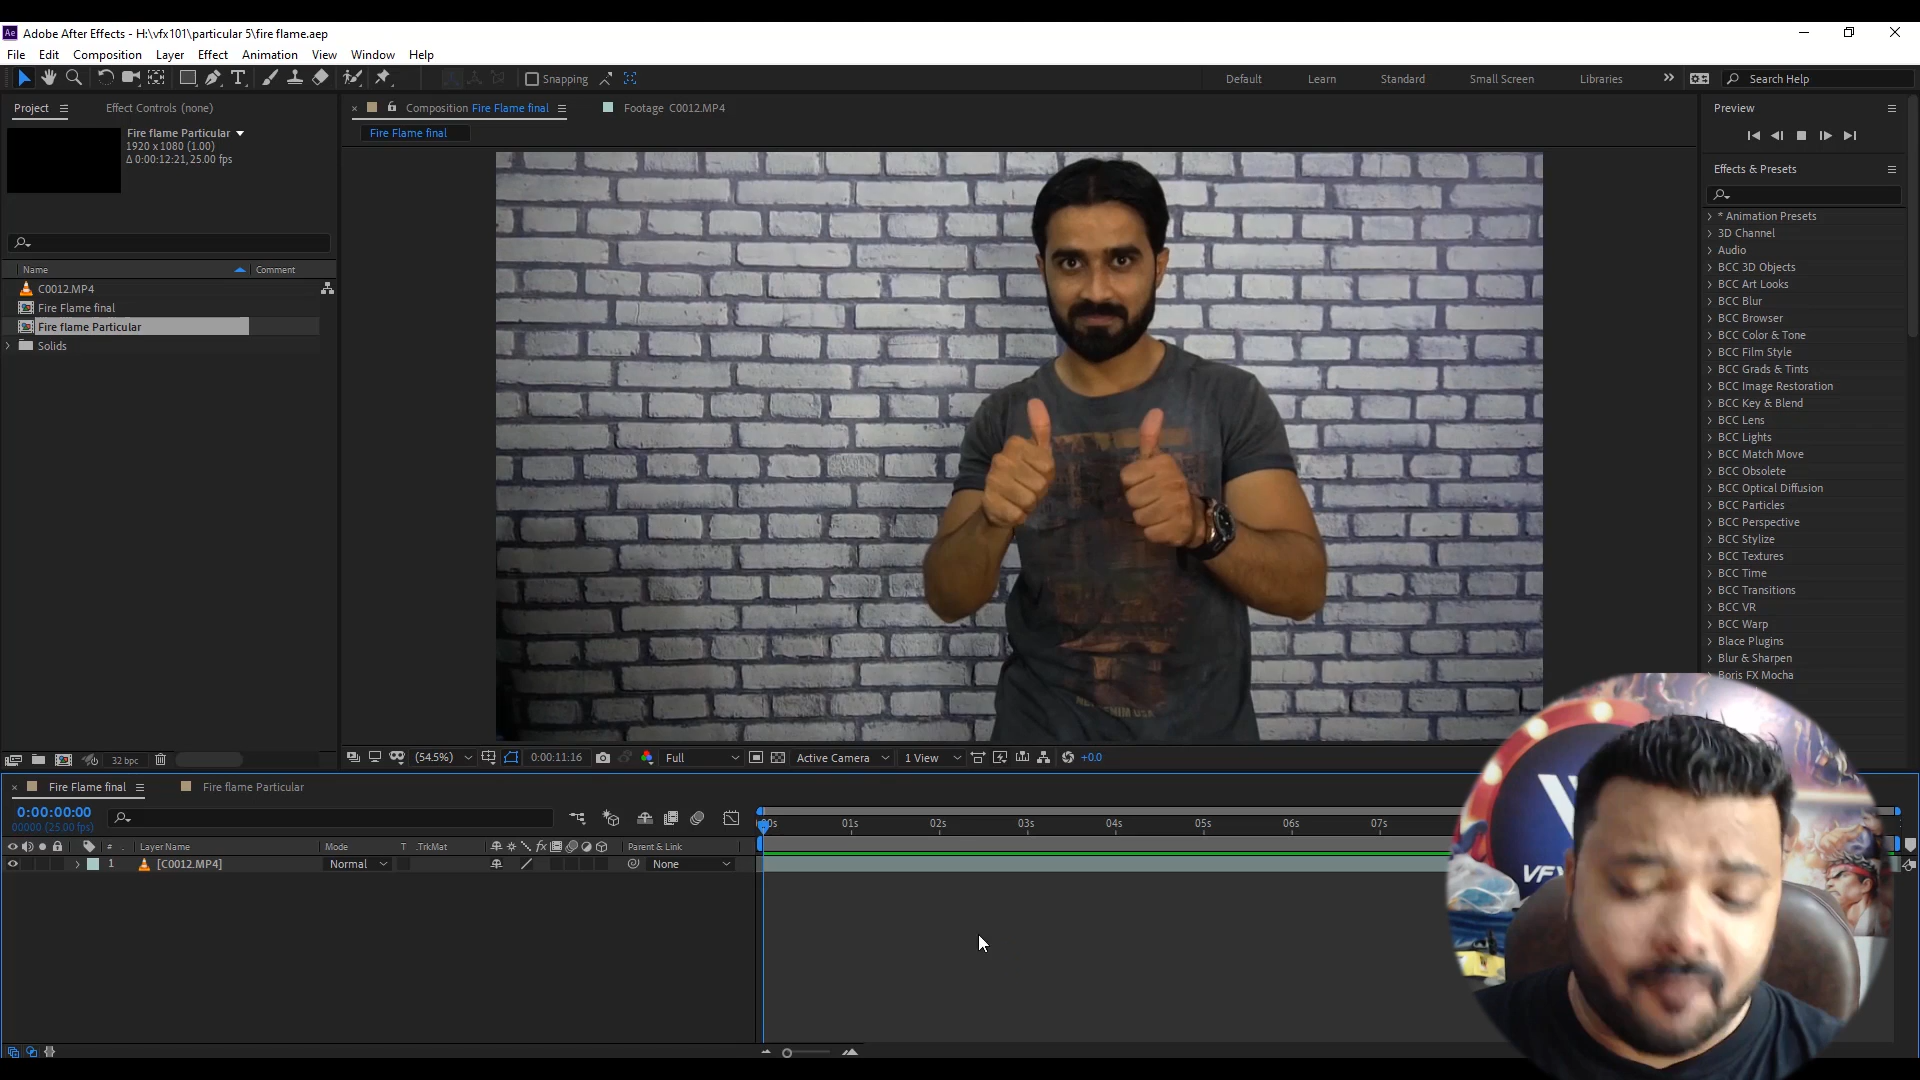 Ae Adobe After Effects - H:\vfx101\particular 5\fire flame.aep
File Edit Composition Layer Effect Animation View Window Help
Snapping
Default Learn Standard Small Screen Libraries Search Help
Project Effect Controls (none)
Fire flame Particular
1920 x 1080 (1.00)
Δ 0:00:12:21, 25.00 fps
Name Comment
C0012.MP4
Fire Flame final
Fire flame Particular
Solids
32 bpc
Composition Fire Flame final Footage C0012.MP4
Fire Flame final
(54.5%) 0:00:11:16 Full Active Camera 1 View +0.0
Preview
Effects & Presets
* Animation Presets
3D Channel
Audio
BCC 3D Objects
BCC Art Looks
BCC Blur
BCC Browser
BCC Color & Tone
BCC Film Style
BCC Grads & Tints
BCC Image Restoration
BCC Key & Blend
BCC Lens
BCC Lights
BCC Match Move
BCC Obsolete
BCC Optical Diffusion
BCC Particles
BCC Perspective
BCC Stylize
BCC Textures
BCC Time
BCC Transitions
BCC VR
BCC Warp
Blace Plugins
Blur & Sharpen
Boris FX Mocha
Fire Flame final Fire flame Particular
0:00:00:00
00000 (25.00 fps)
01s 02s 03s 04s 05s 06s 07s
# Layer Name Mode T .TrkMat Parent & Link
1 [C0012.MP4] Normal None